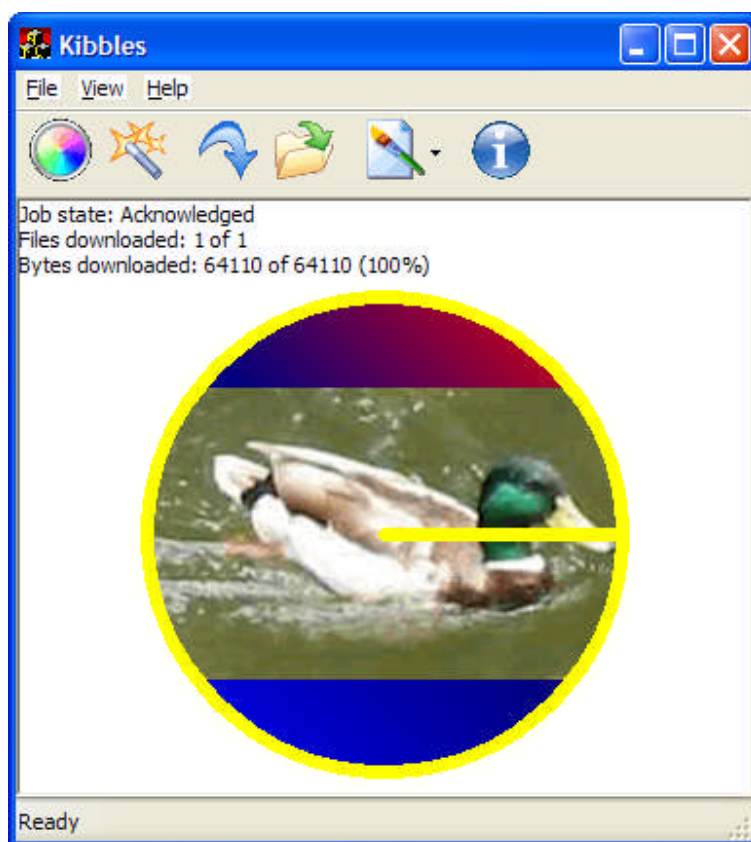 Kibbles
File View Help
Job state: Acknowledged
Files downloaded: 1 of 1
Bytes downloaded: 64110 of 64110 (100%)
Ready